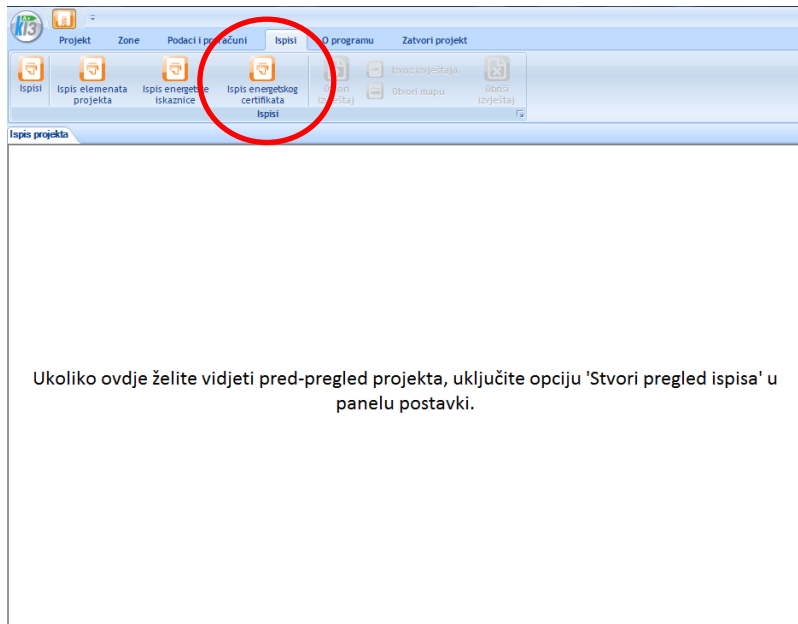 A+
ki3
Projekt Zone Podaci i proračuni Ispisi O programu Zatvori projekt
Ispisi
Ispis elemenata
projekta
Ispis energetske
iskaznice
Ispis energetskog
certifikata
Otvori
izvještaj
Izvoz izvještaja
Otvori mapu
Obriši
izvještaj
Ispisi
Ispis projekta
Ukoliko ovdje želite vidjeti pred-pregled projekta, uključite opciju 'Stvori pregled ispisa' u
panelu postavki.